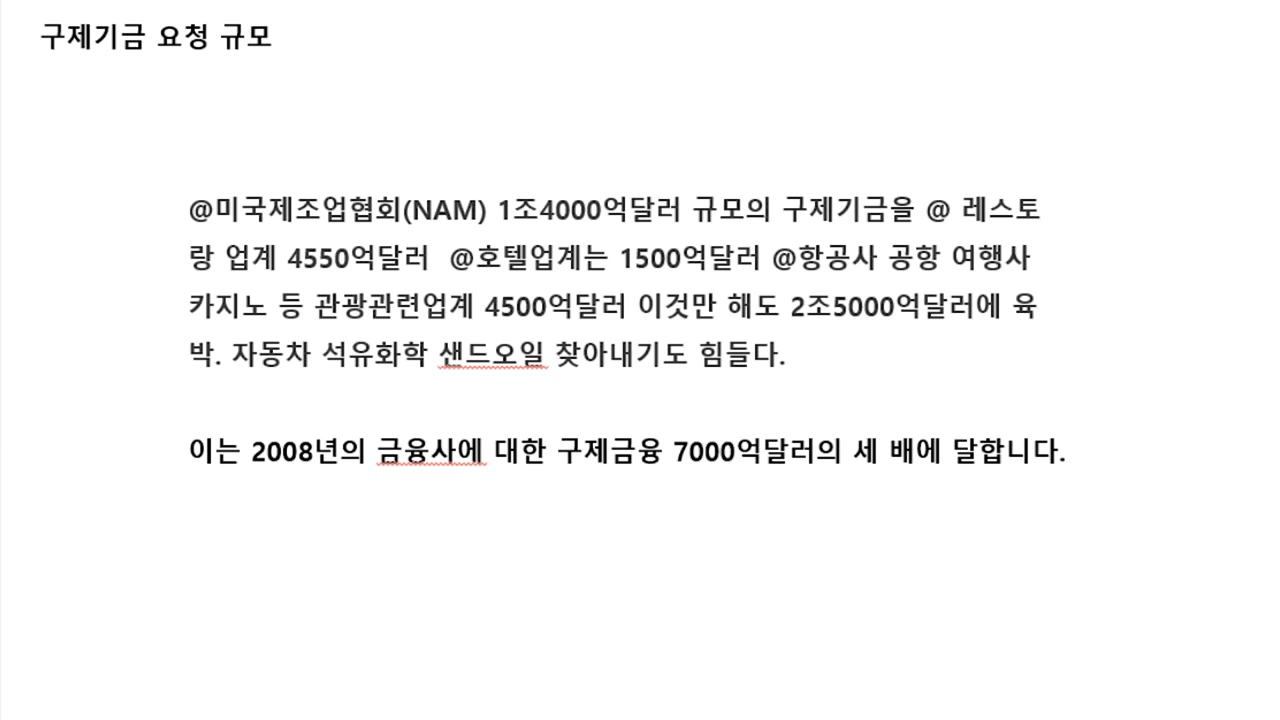 구제기금 요청 규모
@미국제조업협회(NAM) 1조4000억달러 규모의 구제기금을 @ 레스토
랑 업계 4550억달러  @호텔업계는 1500억달러 @항공사 공항 여행사
카지노 등 관광관련업계 4500억달러 이것만 해도 2조5000억달러에 육
박. 자동차 석유화학 샌드오일 찾아내기도 힘들다.
이는 2008년의 금융사에 대한 구제금융 7000억달러의 세 배에 달합니다.